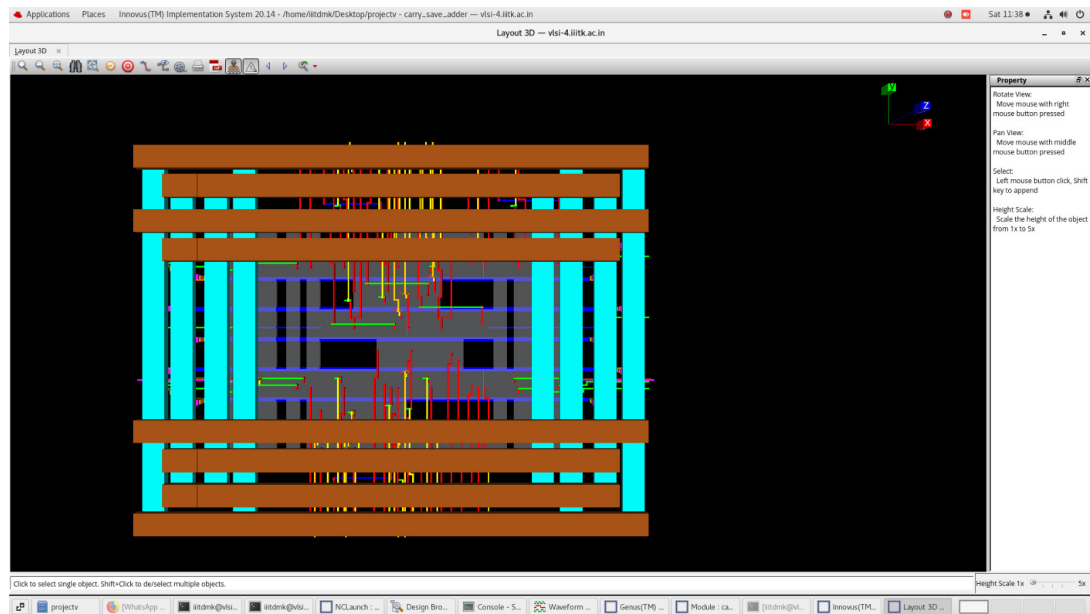 Applications Places Innovus(TM) Implementation System 20.14 - /home/iiitdmk/Desktop/projectv - carry_save_adder — vlsi-4.iiitk.ac.in Sat 11:38
Layout 3D — vlsi-4.iiitk.ac.in
Layout 3D
Property
Rotate View:
Move mouse with right
mouse button pressed
Pan View:
Move mouse with middle
mouse button pressed
Select:
Left mouse button click, Shift
key to append
Height Scale:
Scale the height of the object
from 1x to 5x
Y
Z
X
Click to select single object. Shift+Click to de/select multiple objects.
Height Scale 1x 5x
projectv [WhatsApp ... iiitdmk@vlsi... iiitdmk@vlsi... NCLaunch : ... Design Bro... Console - S... Waveform ... Genus(TM) ... Module : ca... [iiitdmk@vl... Innovus(TM... Layout 3D ...